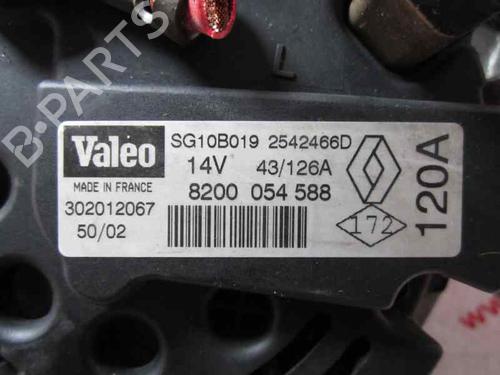 L
Valeo
SG10B019 2542466D
14V 43/126A
MADE IN FRANCE
8200 054 588
302012067
50/02
172
120A
B-PARTS